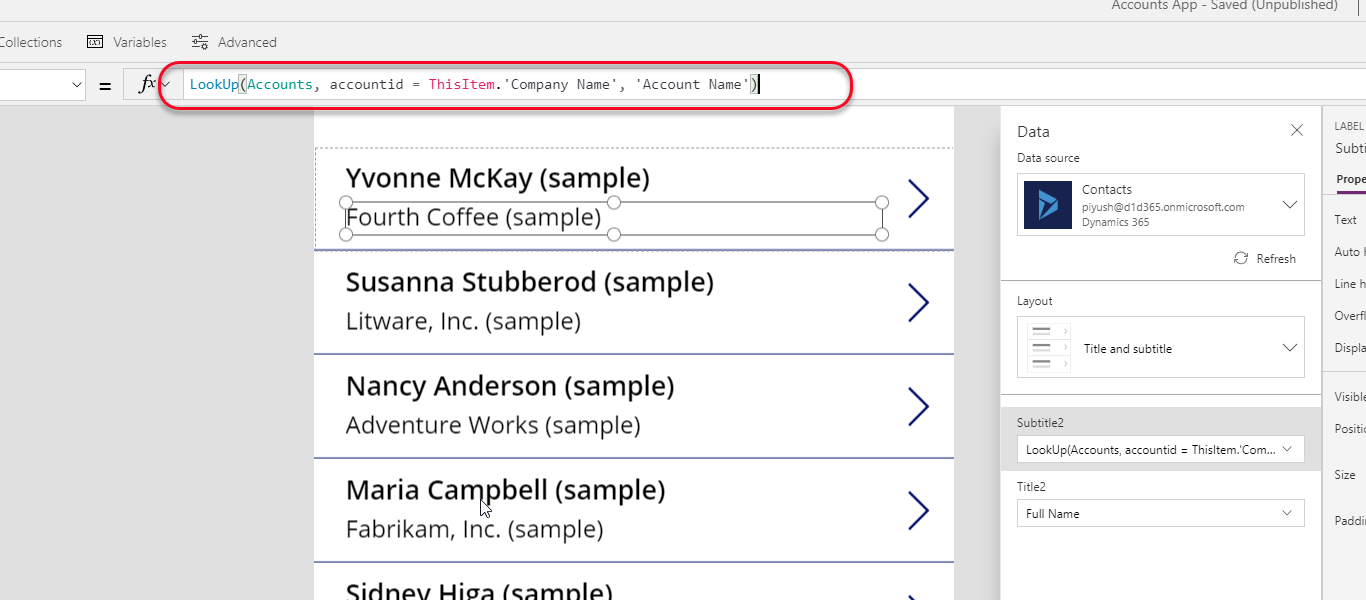 Accounts App - Saved (Unpublished)
Collections Variables Advanced
= fx LookUp(Accounts, accountid = ThisItem.'Company Name', 'Account Name')
Yvonne McKay (sample)
Fourth Coffee (sample)
Susanna Stubberod (sample)
Litware, Inc. (sample)
Nancy Anderson (sample)
Adventure Works (sample)
Maria Campbell (sample)
Fabrikam, Inc. (sample)
Sidney Higa (sample)
Data
Data source
Contacts
piyush@d1d365.onmicrosoft.com
Dynamics 365
Refresh
Layout
Title and subtitle
Subtitle2
LookUp(Accounts, accountid = ThisItem.'Com...
Title2
Full Name
LABEL
Subti
Prope
Text
Auto h
Line h
Overfl
Displa
Visible
Positio
Size
Paddin